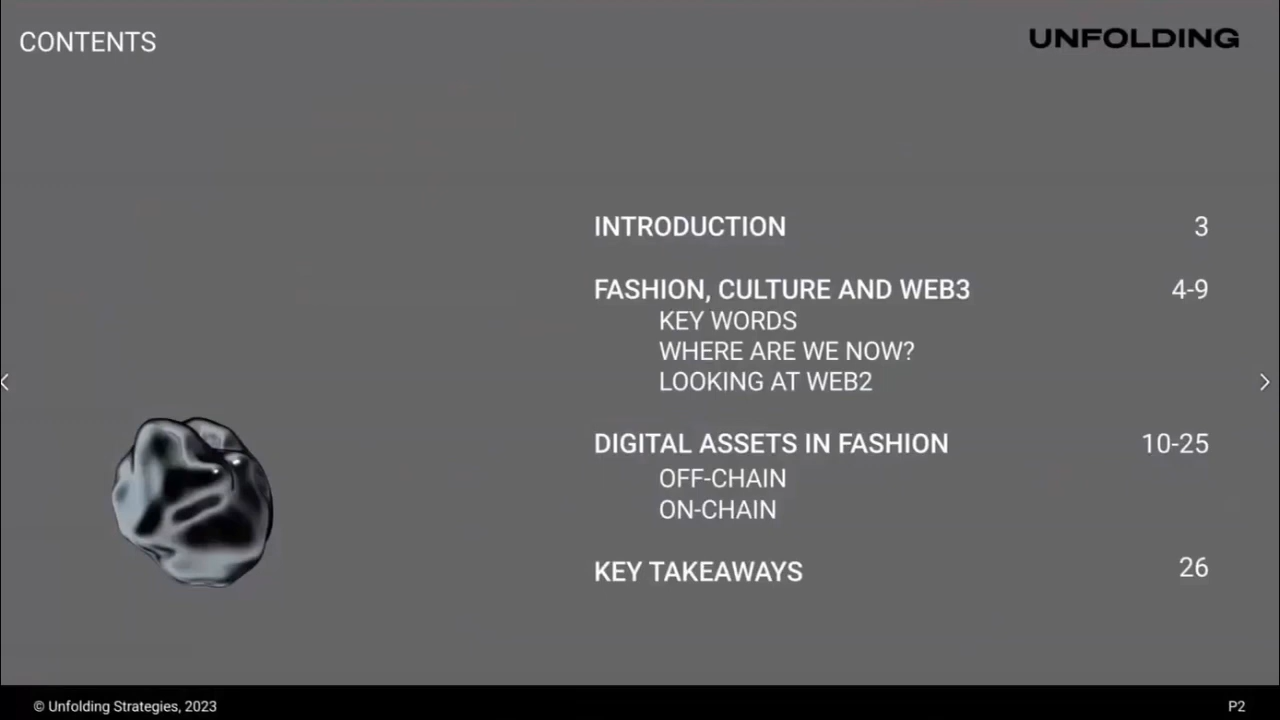 CONTENTS
UNFOLDING
INTRODUCTION 3
FASHION, CULTURE AND WEB3 4-9
KEY WORDS
WHERE ARE WE NOW?
LOOKING AT WEB2
DIGITAL ASSETS IN FASHION 10-25
OFF-CHAIN
ON-CHAIN
KEY TAKEAWAYS 26
© Unfolding Strategies, 2023 P2